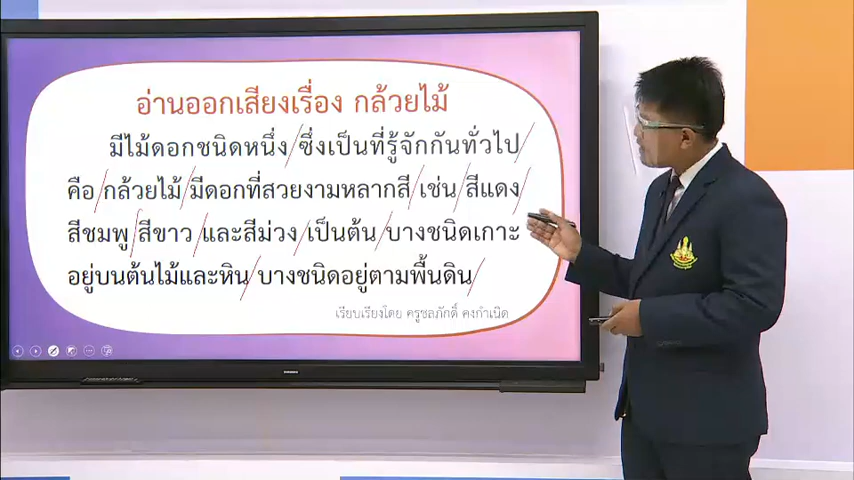 อ่านออกเสียงเรื่อง กล้วยไม้
มีไม้ดอกชนิดหนึ่ง/ซึ่งเป็นที่รู้จักกันทั่วไป/
คือ/กล้วยไม้/มีดอกที่สวยงามหลากสี/เช่น/สีแดง/
สีชมพู/สีขาว/และสีม่วง/เป็นต้น/บางชนิดเกาะ
อยู่บนต้นไม้และหิน/บางชนิดอยู่ตามพื้นดิน/
เรียบเรียงโดย ครูชลภักดิ์ คงกำเนิด